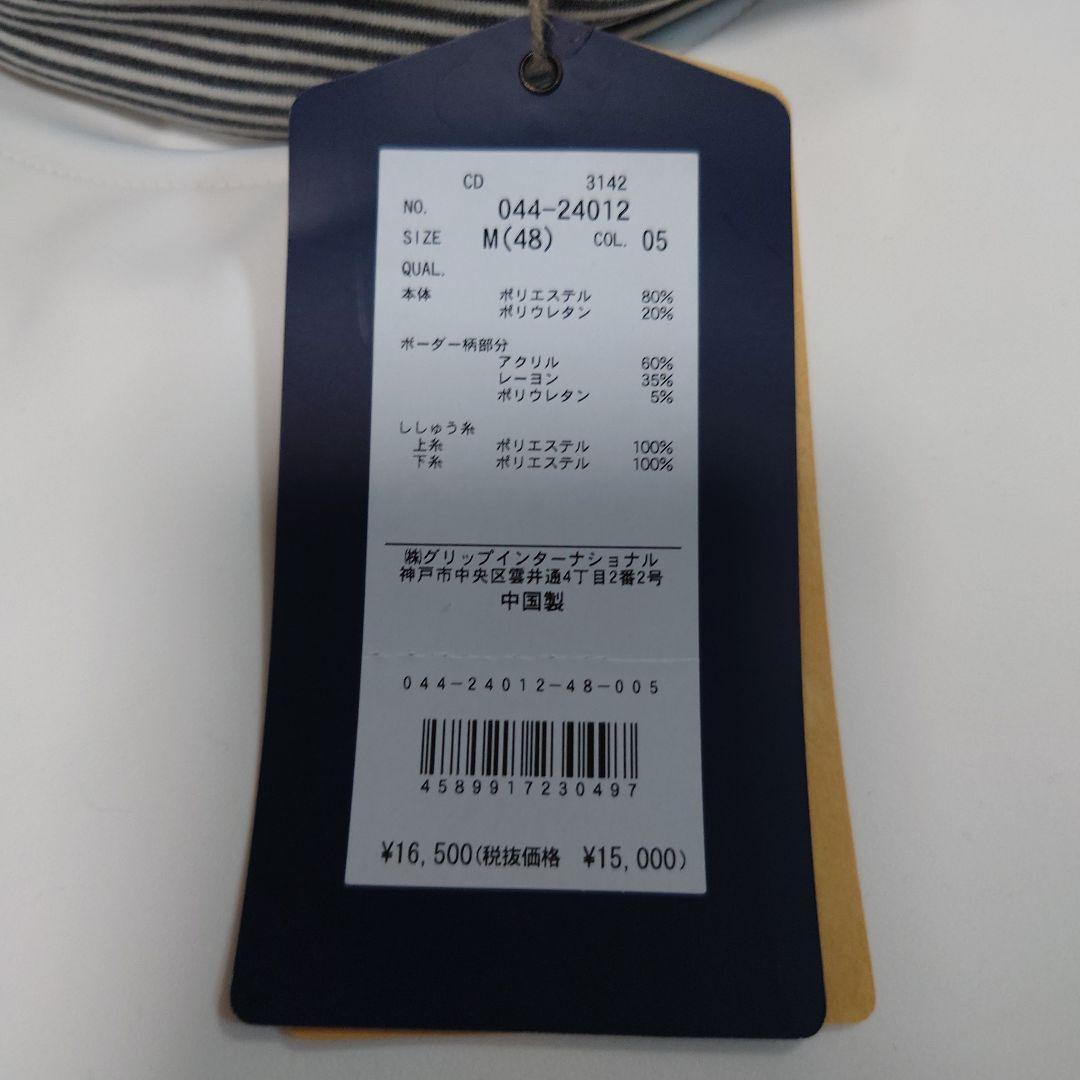 CD 3142
NO. 044-24012
SIZE M(48) COL. 05
QUAL.
本体 ポリエステル 80%
ポリウレタン 20%
ボーダー柄部分
アクリル 60%
レーヨン 35%
ポリウレタン 5%
ししゅう糸
上糸 ポリエステル 100%
下糸 ポリエステル 100%
㈱グリップインターナショナル
神戸市中央区雲井通4丁目2番2号
中国製
044-24012-48-005
4589917230497
¥16,500(税抜価格 ¥15,000)